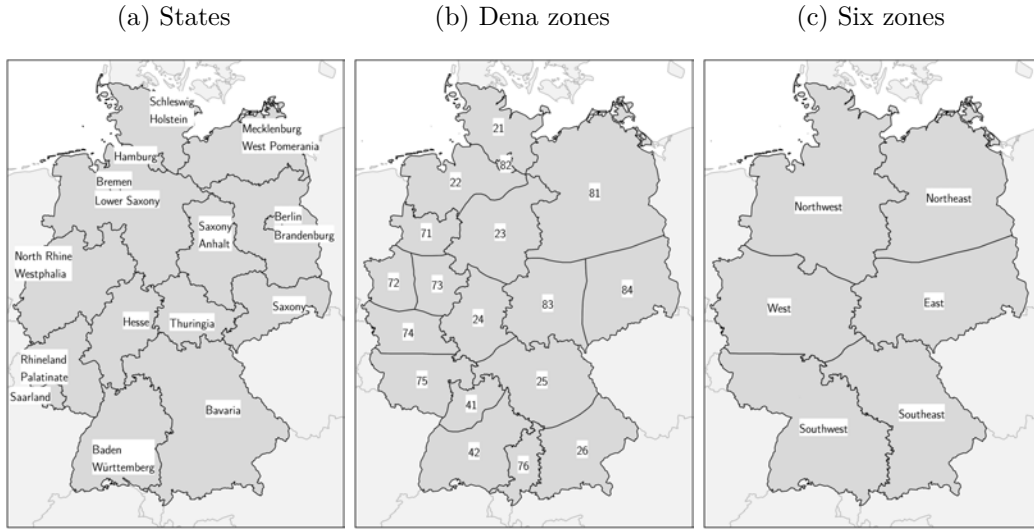 (a) States
(b) Dena zones
(c) Six zones
Schleswig
Holstein
Mecklenburg
West Pomerania
Hamburg
Bremen
Lower Saxony
Saxony
Anhalt
Berlin
Brandenburg
North Rhine
Westphalia
Hesse
Thuringia
Saxony
Rhineland
Palatinate
Saarland
Bavaria
Baden
Württemberg
21
82
22
81
71
23
72
73
83
84
24
74
75
25
41
42
76
26
Northwest
Northeast
West
East
Southwest
Southeast